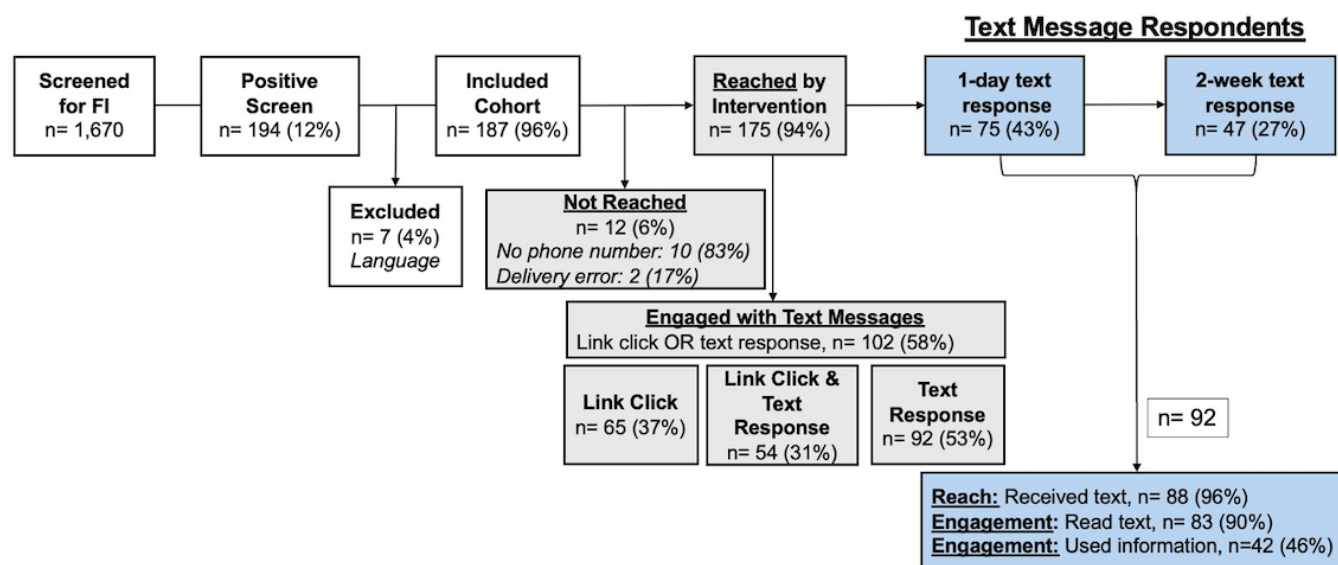 Text Message Respondents
Screened
for FI
n= 1,670
Positive
Screen
n= 194 (12%)
Included
Cohort
n= 187 (96%)
Reached by
Intervention
n= 175 (94%)
1-day text
response
n= 75 (43%)
2-week text
response
n= 47 (27%)
Excluded
n= 7 (4%)
Language
Not Reached
n= 12 (6%)
No phone number: 10 (83%)
Delivery error: 2 (17%)
Engaged with Text Messages
Link click OR text response, n= 102 (58%)
Link Click
n= 65 (37%)
Link Click &
Text
Response
n= 54 (31%)
Text
Response
n= 92 (53%)
n= 92
Reach: Received text, n= 88 (96%)
Engagement: Read text, n= 83 (90%)
Engagement: Used information, n=42 (46%)